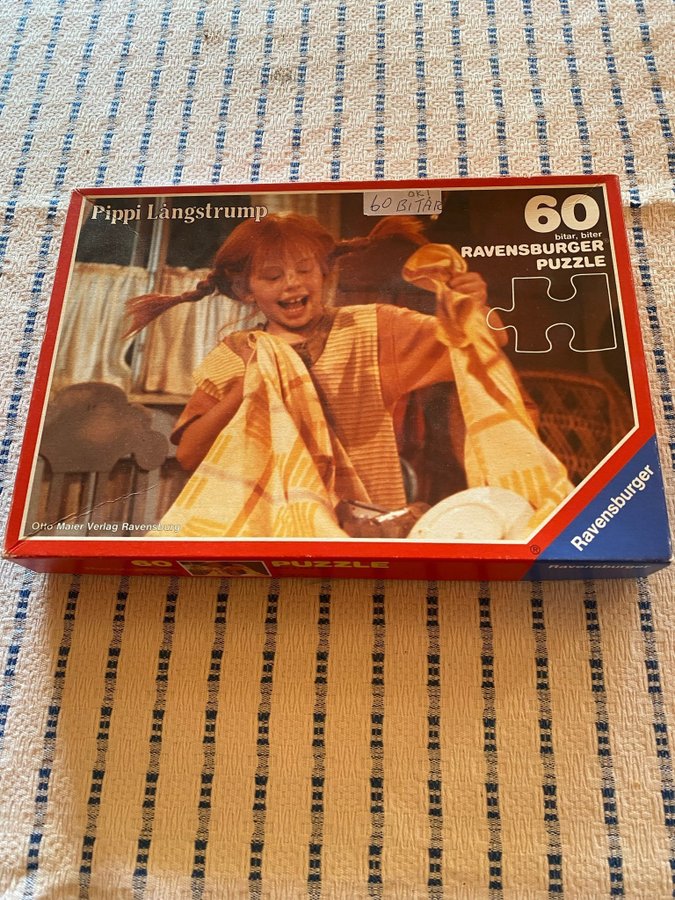 Pippi Långstrump
OK!
60 BITAR
60
bitar, biter
RAVENSBURGER
PUZZLE
Otto Maier Verlag Ravensburg
®
Ravensburger
60 PUZZLE
Ravensburger